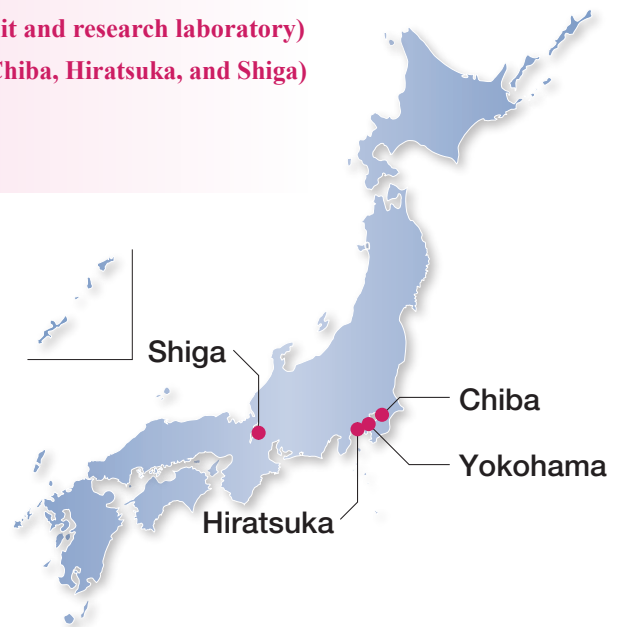 it and research laboratory)
Chiba, Hiratsuka, and Shiga)
Shiga
Chiba
Yokohama
Hiratsuka